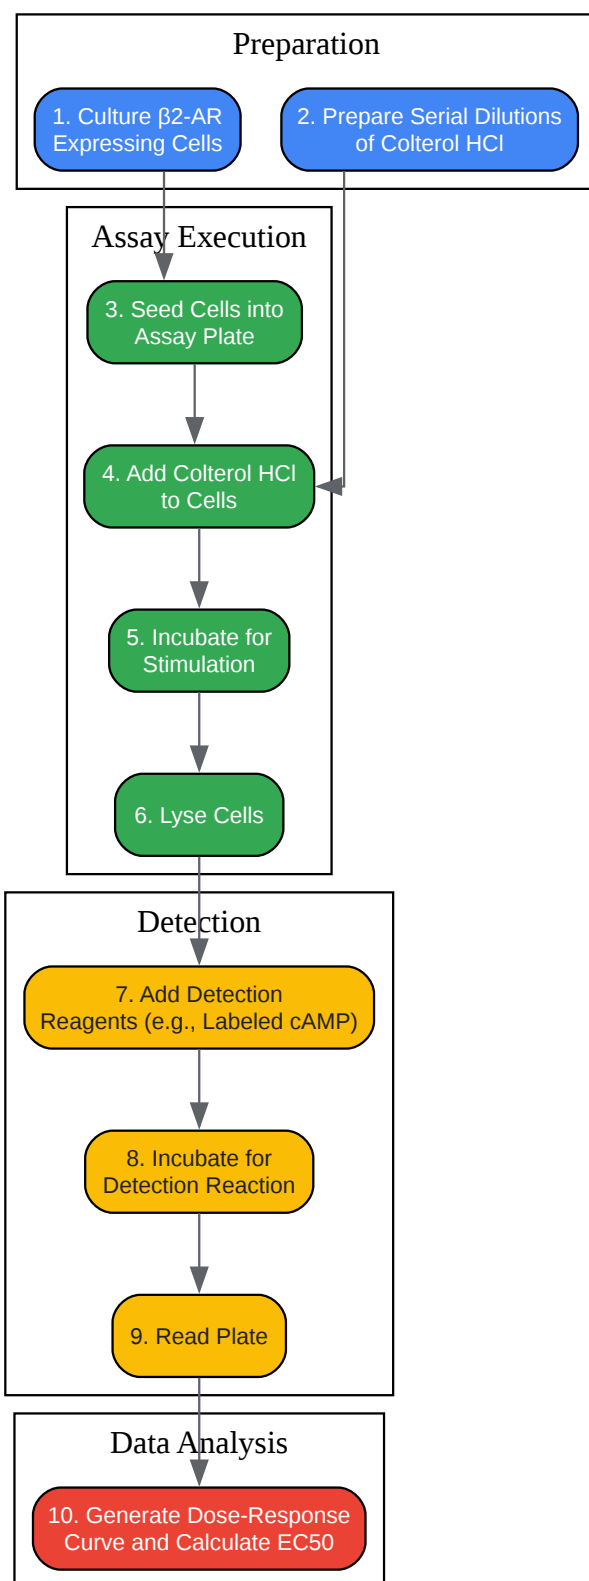 Preparation
1. Culture β2-AR
Expressing Cells
2. Prepare Serial Dilutions
of Colterol HCl
Assay Execution
3. Seed Cells into
Assay Plate
4. Add Colterol HCl
to Cells
5. Incubate for
Stimulation
6. Lyse Cells
Detection
7. Add Detection
Reagents (e.g., Labeled cAMP)
8. Incubate for
Detection Reaction
9. Read Plate
Data Analysis
10. Generate Dose-Response
Curve and Calculate EC50